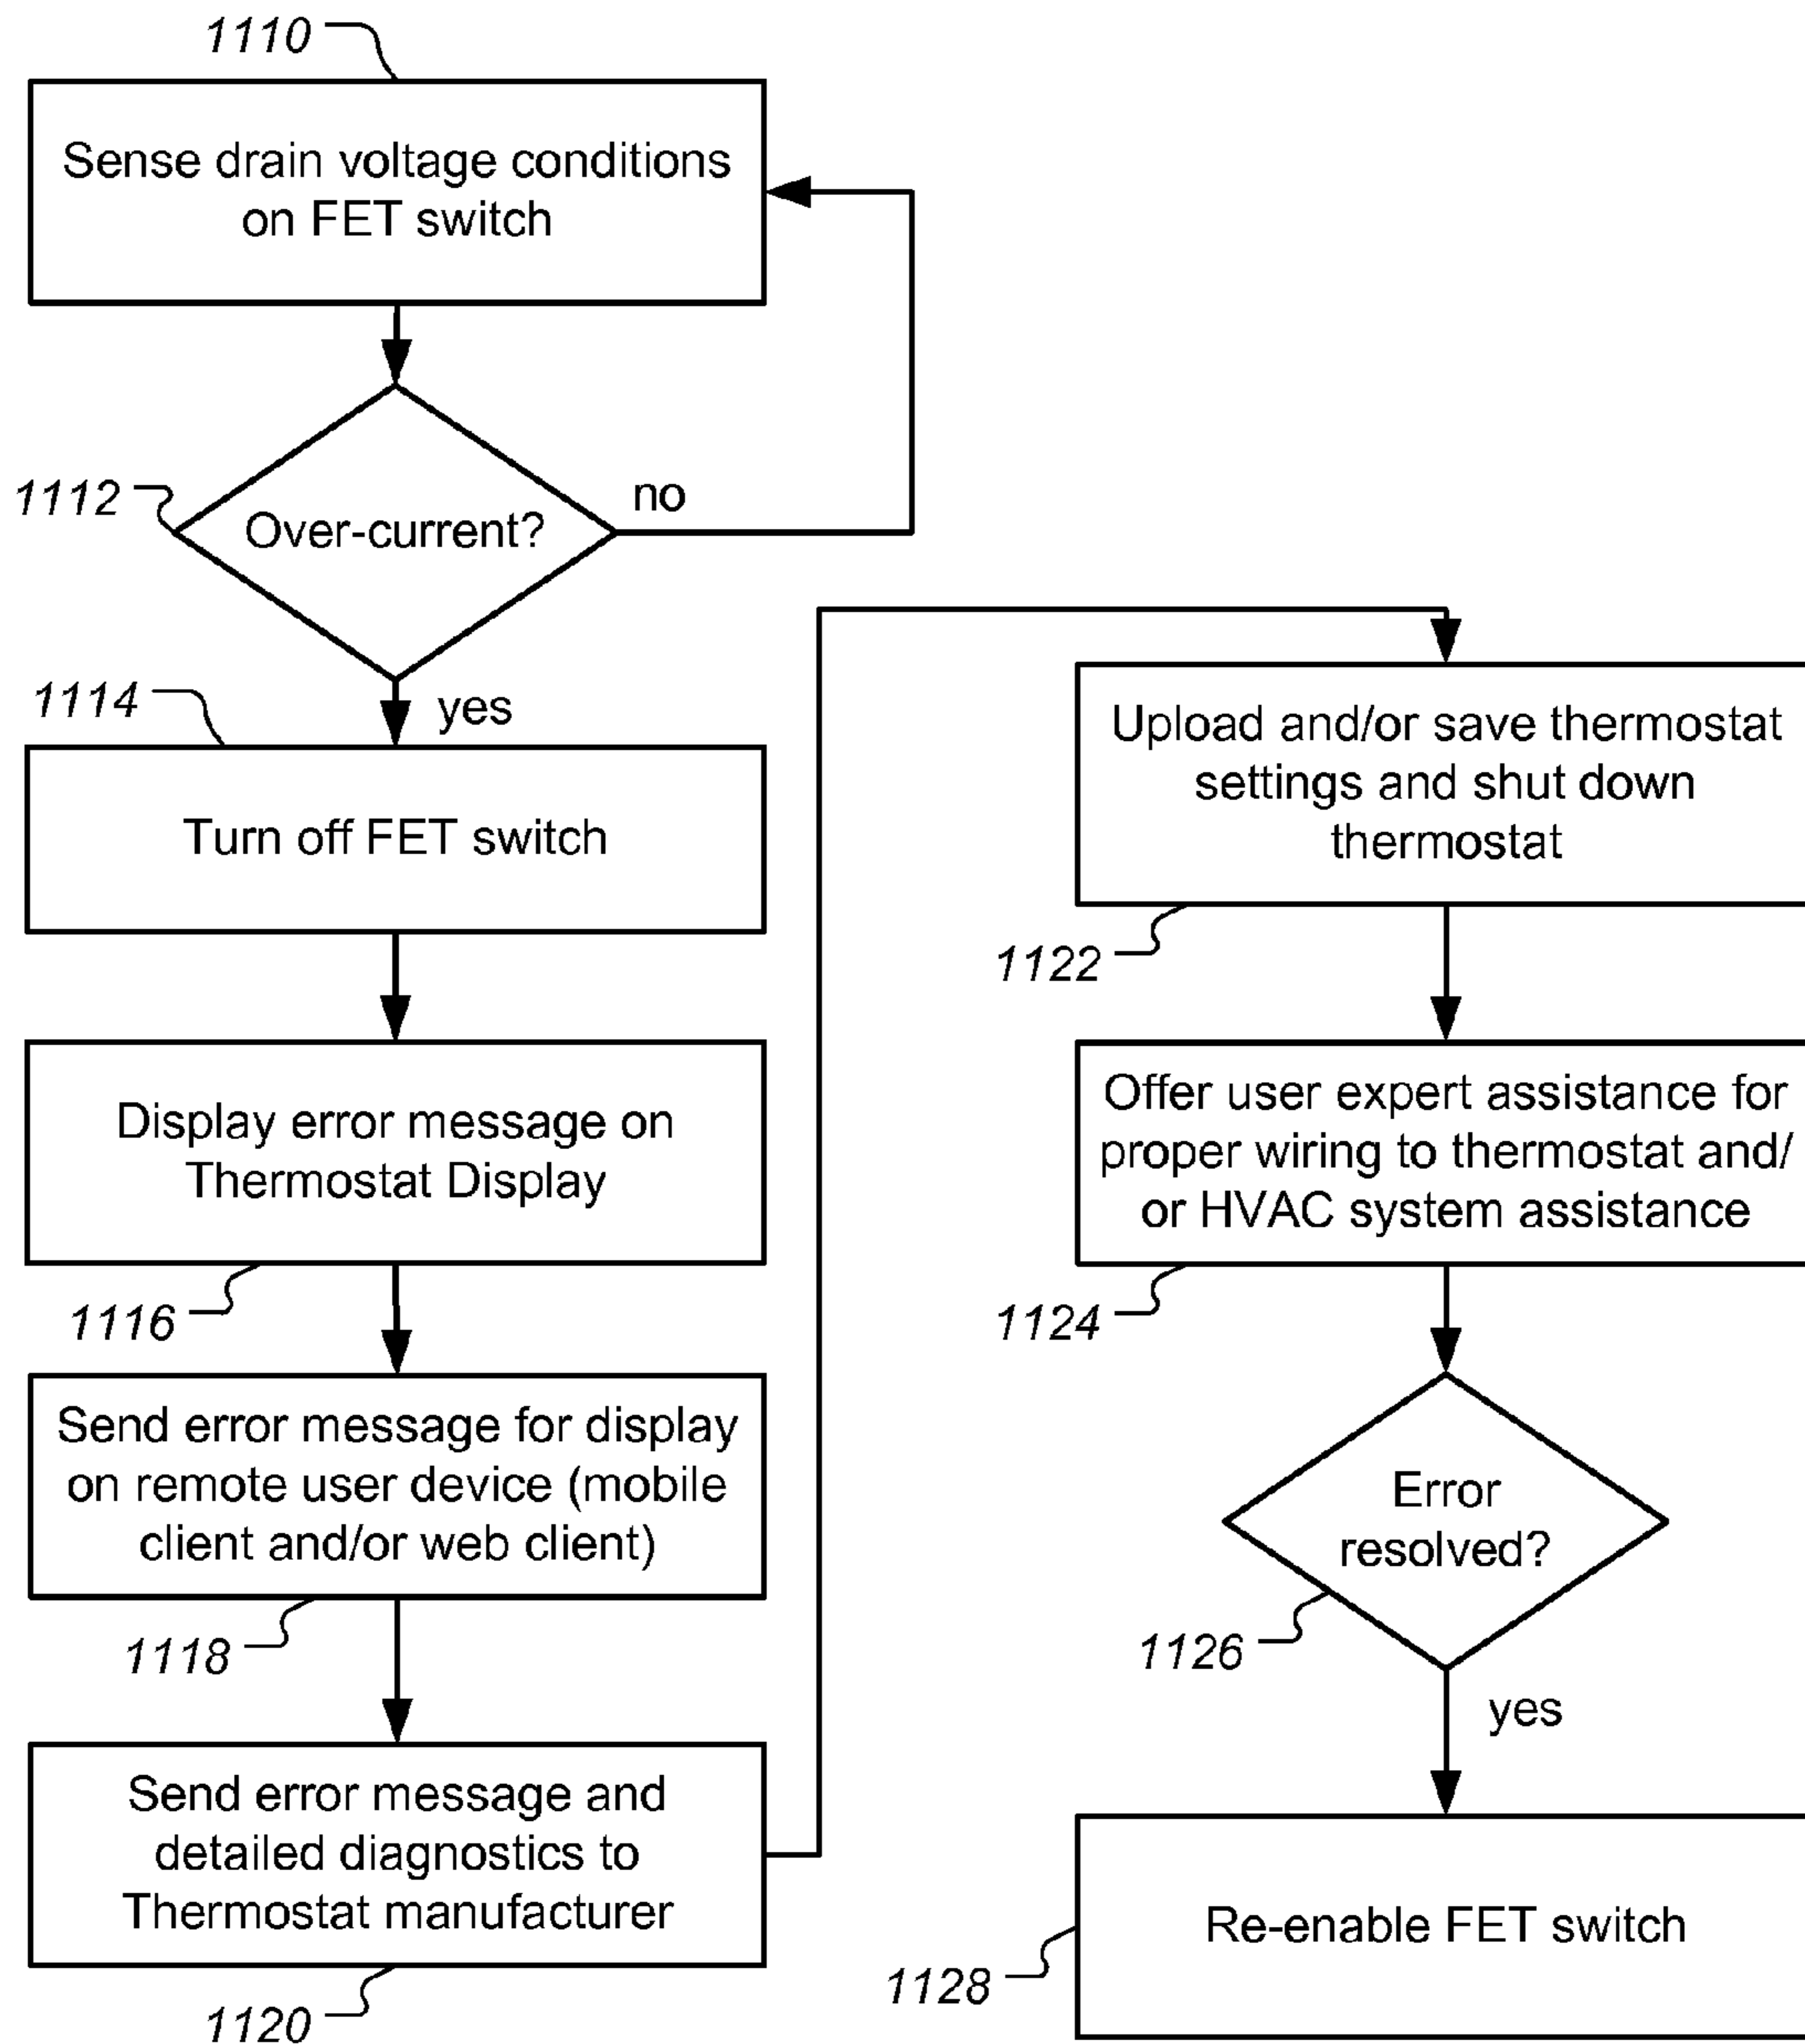 1110
Sense drain voltage conditions
on FET switch
1112
Over-current?
no
yes
1114
Turn off FET switch
Display error message on
Thermostat Display
1116
Send error message for display
on remote user device (mobile
client and/or web client)
1118
Send error message and
detailed diagnostics to
Thermostat manufacturer
1120
Upload and/or save thermostat
settings and shut down
thermostat
1122
Offer user expert assistance for
proper wiring to thermostat and/
or HVAC system assistance
1124
Error
resolved?
1126
yes
Re-enable FET switch
1128